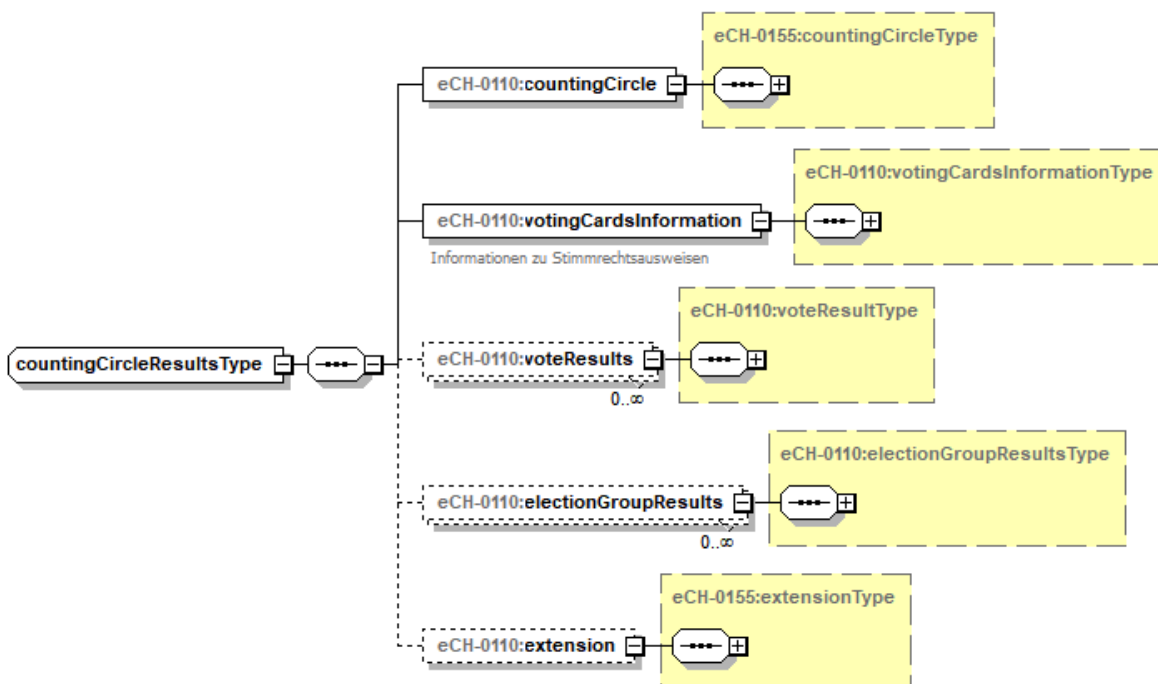 eCH-0155:countingCircleType
eCH-0110:countingCircle
eCH-0110:votingCardsInformationType
eCH-0110:votingCardsInformation
Informationen zu Stimmrechtsausweisen
eCH-0110:voteResultType
eCH-0110:voteResults
0..∞
countingCircleResultsType
eCH-0110:electionGroupResultsType
eCH-0110:electionGroupResults
0..∞
eCH-0155:extensionType
eCH-0110:extension